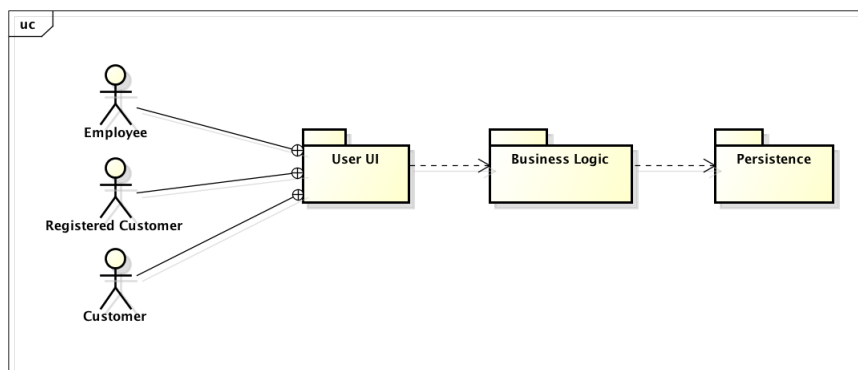 uc
Employee
Registered Customer
Customer
User UI
Business Logic
Persistence